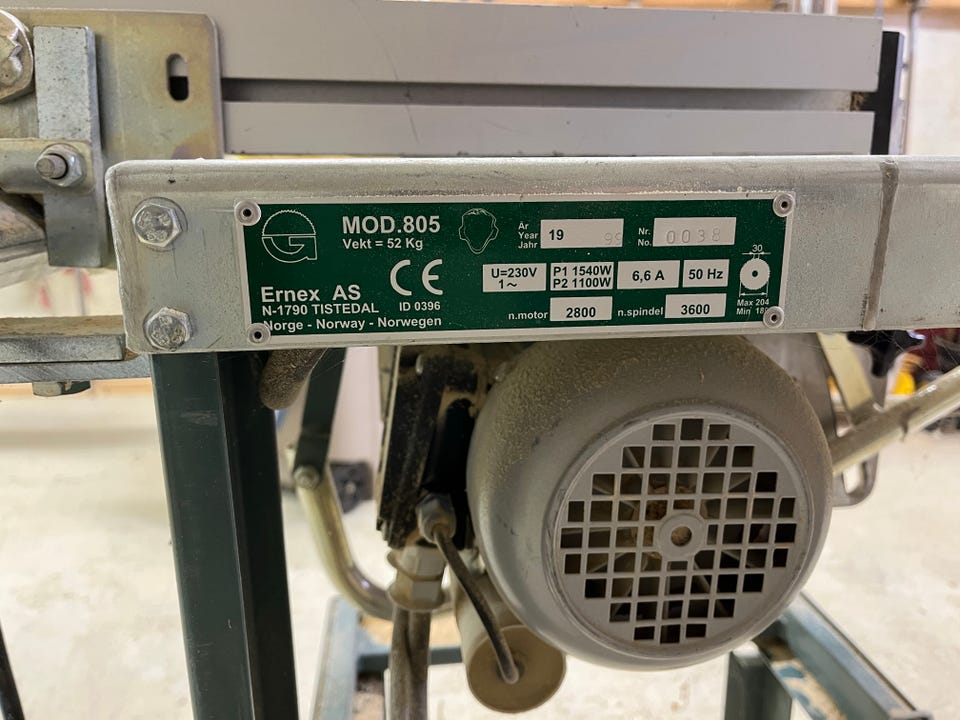 MOD.805
Vekt = 52 Kg
Ernex AS
N-1790 TISTEDAL
ID 0396
Norge - Norway - Norwegen
År
Year
Jahr
19 99
Nr.
No.
0038
U=230V
1~
P1 1540W
P2 1100W
6,6 A
50 Hz
n.motor 2800
n.spindel 3600
30
Max 204
Min